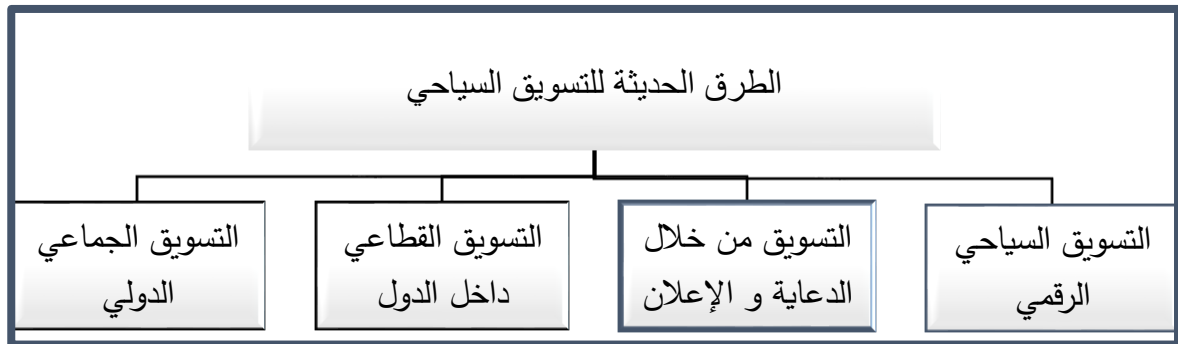 الطرق الحديثة للتسويق السياحي
التسويق السياحي
الرقمي
التسويق من خلال
الدعاية و الإعلان
التسويق القطاعي
داخل الدول
التسويق الجماعي
الدولي